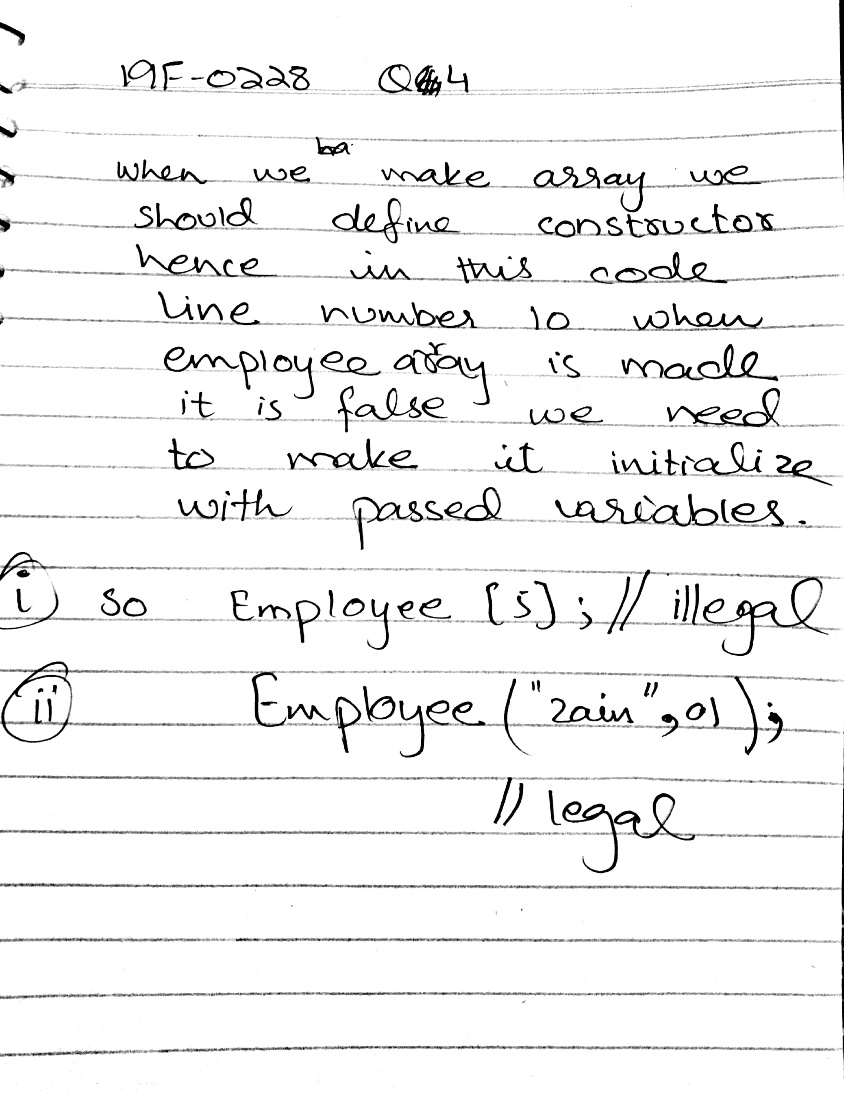 19F-0228 Q4
when we make array we
should define constructor
hence in this code
line number 10 when
employee array is made
it is false we need
to make it initialize
with passed variables.
i so Employee [5]; // illegal
ii Employee ("zain",01);
// legal